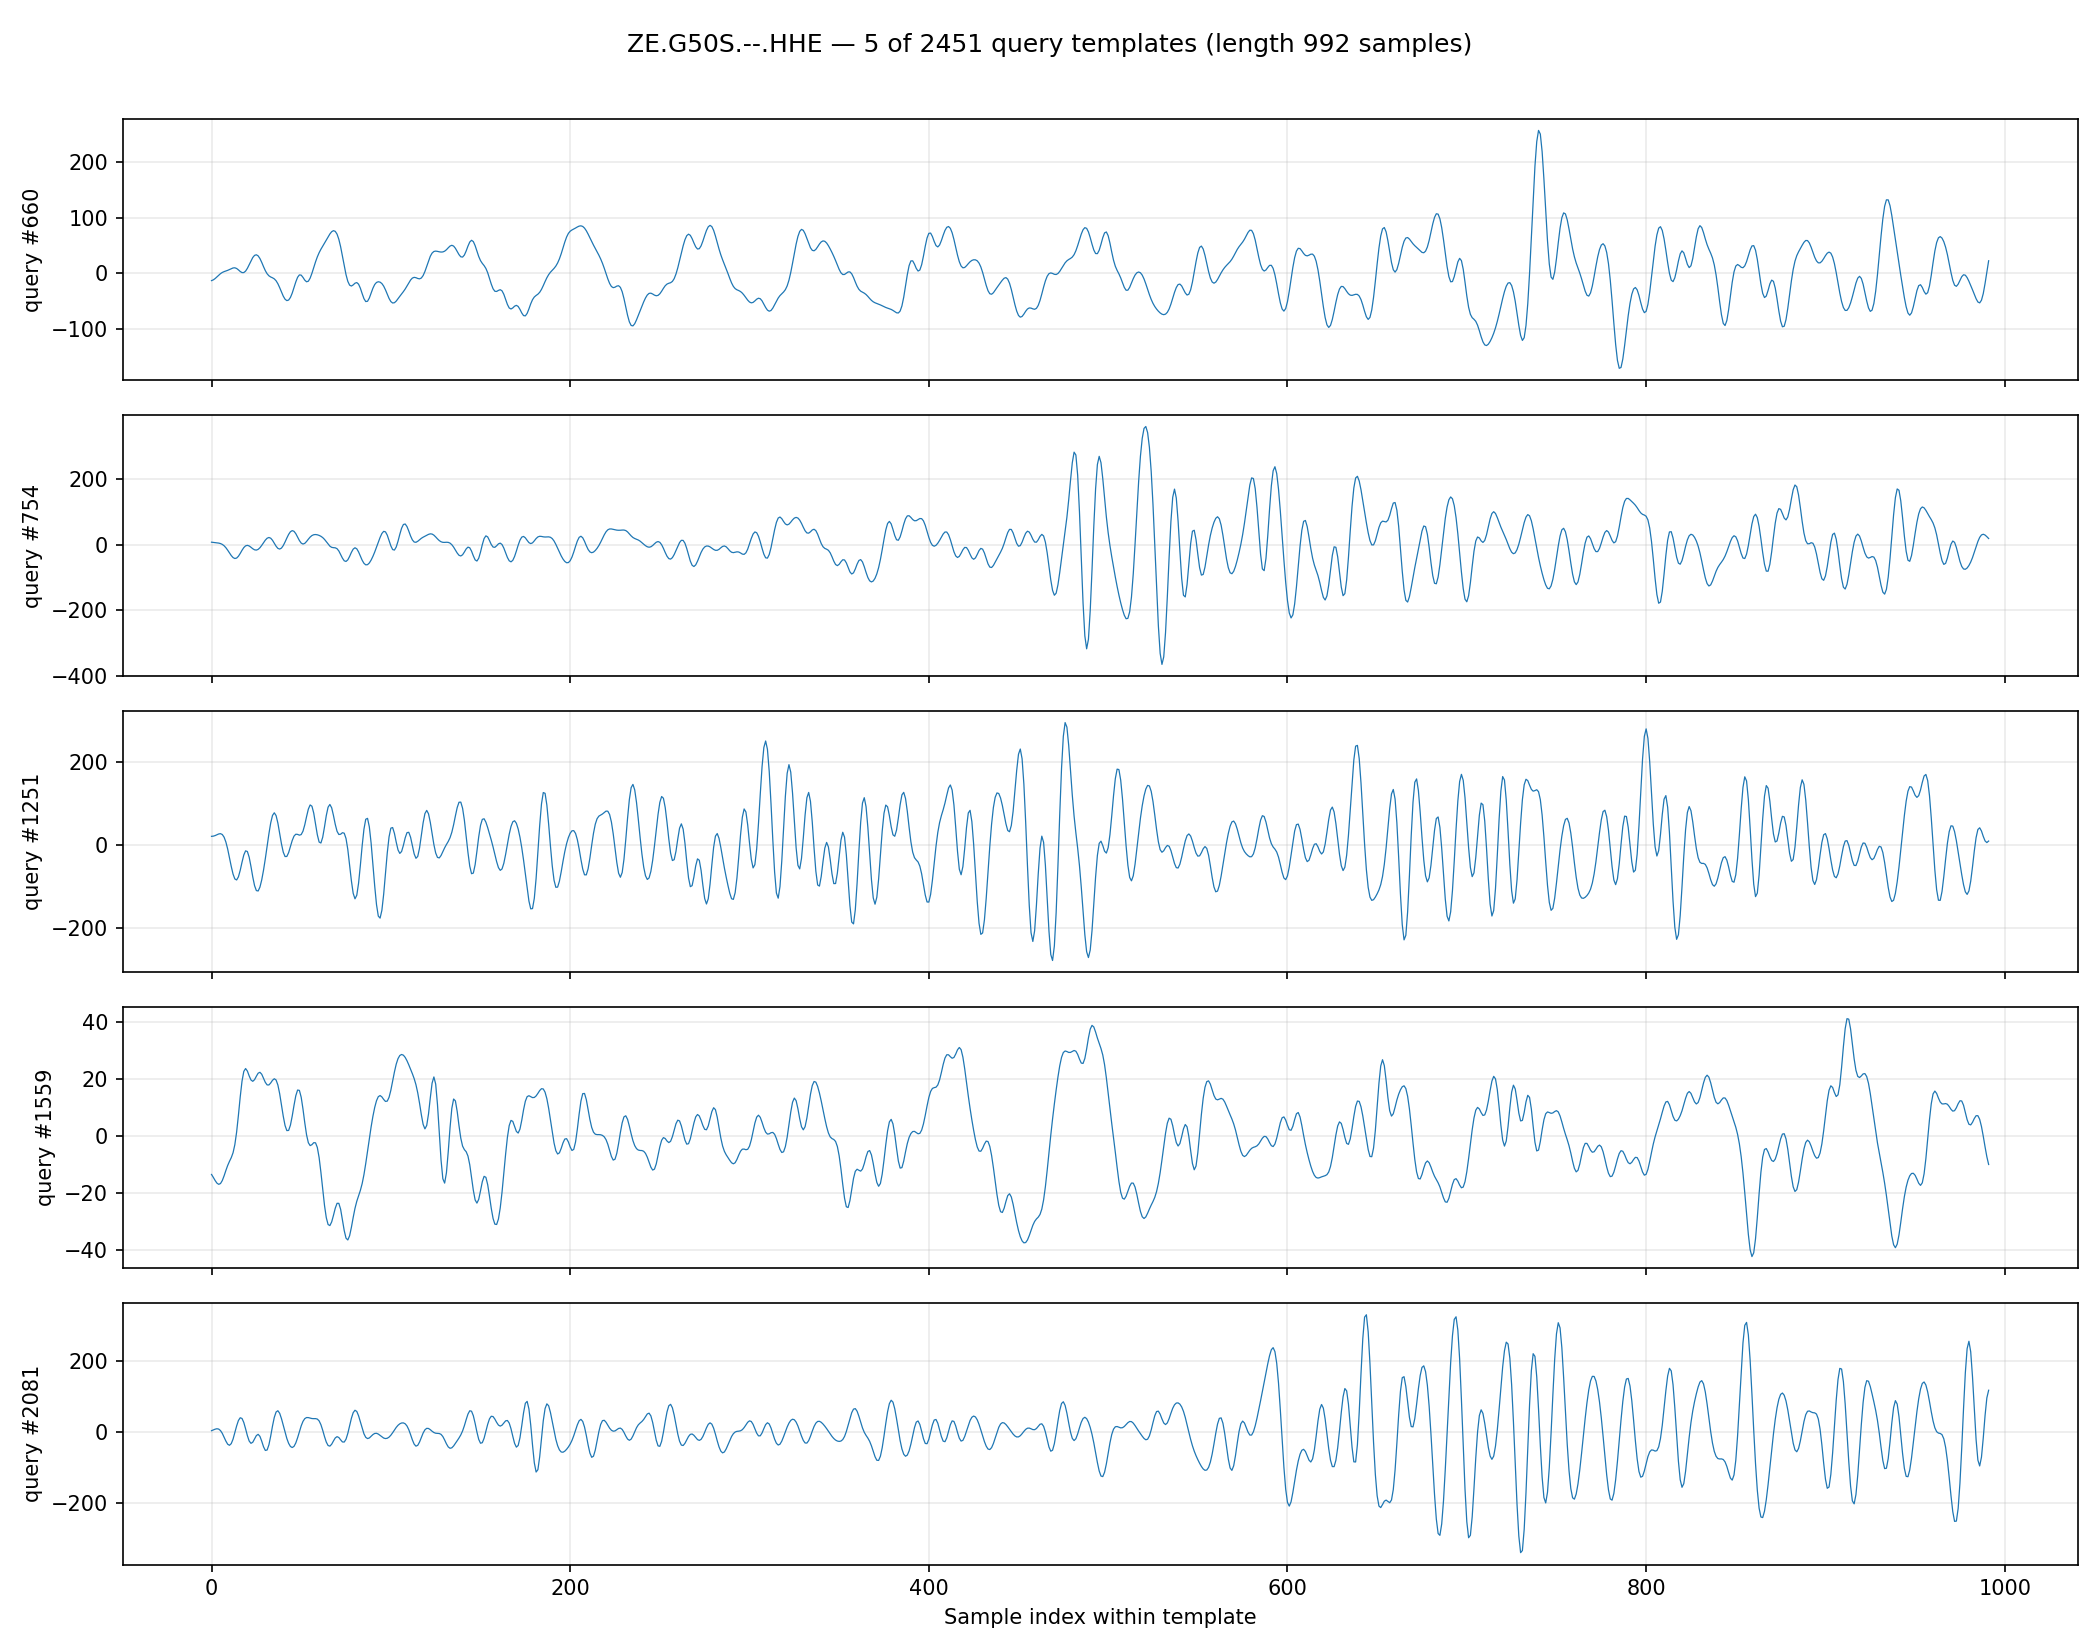 ZE.G50S.--.HHE — 5 of 2451 query templates (length 992 samples)
query #660
200
100
0
−100
query #754
200
0
−200
−400
query #1251
200
0
−200
query #1559
40
20
0
−20
−40
query #2081
200
0
−200
0 200 400 600 800 1000
Sample index within template